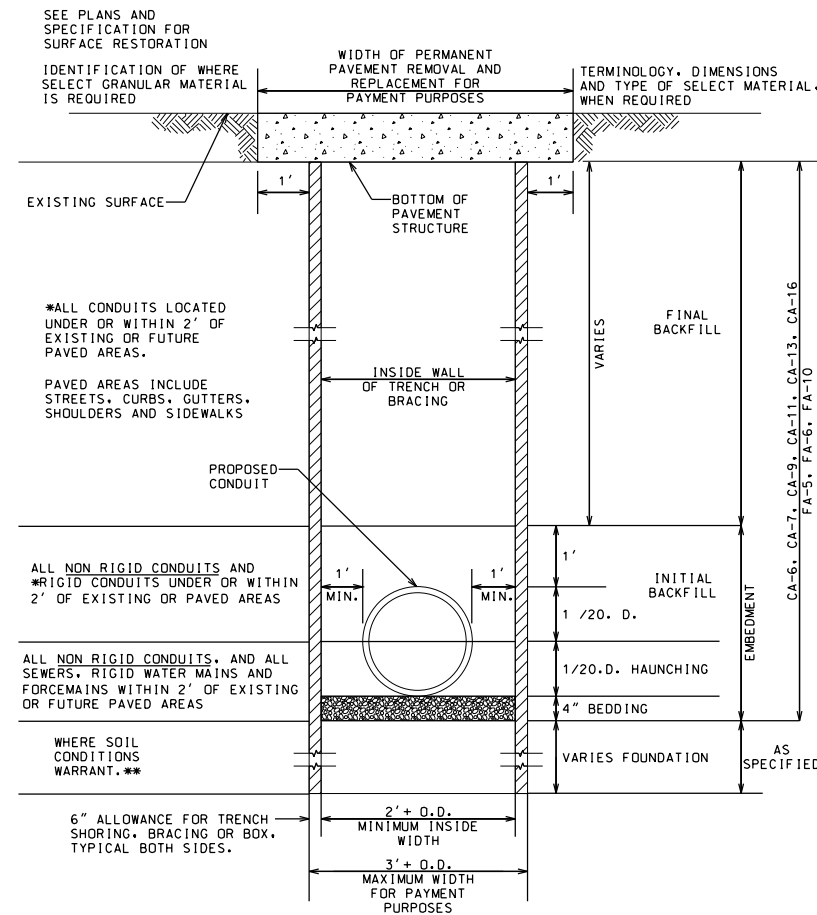 SEE PLANS AND
SPECIFICATION FOR
SURFACE RESTORATION
IDENTIFICATION OF WHERE
SELECT GRANULAR MATERIAL
IS REQUIRED
WIDTH OF PERMANENT
PAVEMENT REMOVAL AND
REPLACEMENT FOR
PAYMENT PURPOSES
TERMINOLOGY, DIMENSIONS
AND TYPE OF SELECT MATERIAL,
WHEN REQUIRED
1'
1'
EXISTING SURFACE
BOTTOM OF
PAVEMENT
STRUCTURE
*ALL CONDUITS LOCATED
UNDER OR WITHIN 2' OF
EXISTING OR FUTURE
PAVED AREAS.
PAVED AREAS INCLUDE
STREETS, CURBS, GUTTERS,
SHOULDERS AND SIDEWALKS
INSIDE WALL
OF TRENCH OR
BRACING
VARIES
FINAL
BACKFILL
CA-6, CA-7, CA-9, CA-11, CA-13, CA-16
FA-5, FA-6, FA-10
PROPOSED
CONDUIT
ALL NON RIGID CONDUITS AND
*RIGID CONDUITS UNDER OR WITHIN
2' OF EXISTING OR PAVED AREAS
1'
MIN.
1'
MIN.
1'
INITIAL
BACKFILL
1 /2O. D.
EMBEDMENT
ALL NON RIGID CONDUITS, AND ALL
SEWERS, RIGID WATER MAINS AND
FORCEMAINS WITHIN 2' OF EXISTING
OR FUTURE PAVED AREAS
1/2O.D. HAUNCHING
4" BEDDING
WHERE SOIL
CONDITIONS
WARRANT.**
VARIES FOUNDATION
AS
SPECIFIED
6" ALLOWANCE FOR TRENCH
SHORING, BRACING OR BOX,
TYPICAL BOTH SIDES.
2'+ O.D.
MINIMUM INSIDE
WIDTH
3'+ O.D.
MAXIMUM WIDTH
FOR PAYMENT
PURPOSES